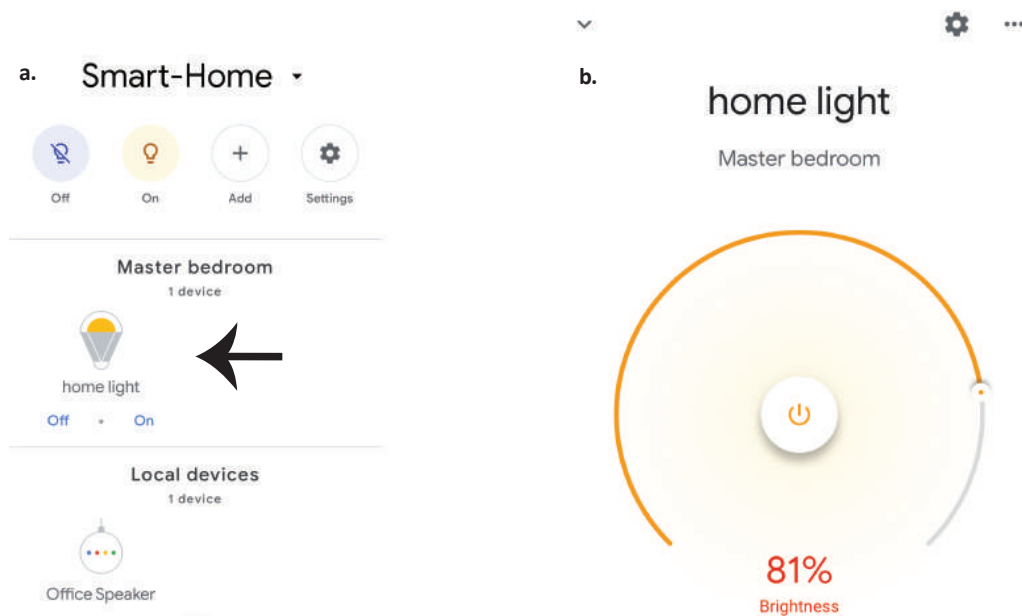 a.
Smart-Home
Off
On
Add
Settings
Master bedroom
1 device
home light
Off • On
Local devices
1 device
Office Speaker
b.
home light
Master bedroom
81%
Brightness